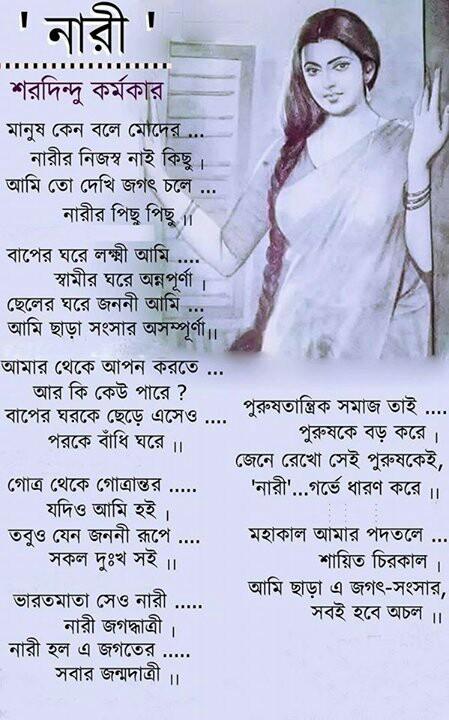 ' নারী '
শরদিন্দু কর্মকার
মানুষ কেন বলে মোদের ...
নারীর নিজস্ব নাই কিছু ।
আমি তো দেখি জগৎ চলে ...
নারীর পিছু পিছু ॥
বাপের ঘরে লক্ষ্মী আমি ....
স্বামীর ঘরে অন্নপূর্ণা ।
ছেলের ঘরে জননী আমি ...
আমি ছাড়া সংসার অসম্পূর্ণা॥
আমার থেকে আপন করতে ...
আর কি কেউ পারে ?
বাপের ঘরকে ছেড়ে এসেও ....
পরকে বাঁধি ঘরে ॥
গোত্র থেকে গোত্রান্তর .....
যদিও আমি হই ।
তবুও যেন জননী রূপে ....
সকল দুঃখ সই ॥
ভারতমাতা সেও নারী .....
নারী জগদ্ধাত্রী ।
নারী হল এ জগতের .....
সবার জন্মদাত্রী ॥
পুরুষতান্ত্রিক সমাজ তাই ....
পুরুষকে বড় করে ।
জেনে রেখো সেই পুরুষকেই,
'নারী'...গর্ভে ধারণ করে ॥
মহাকাল আমার পদতলে ...
শায়িত চিরকাল ।
আমি ছাড়া এ জগৎ-সংসার,
সবই হবে অচল ॥